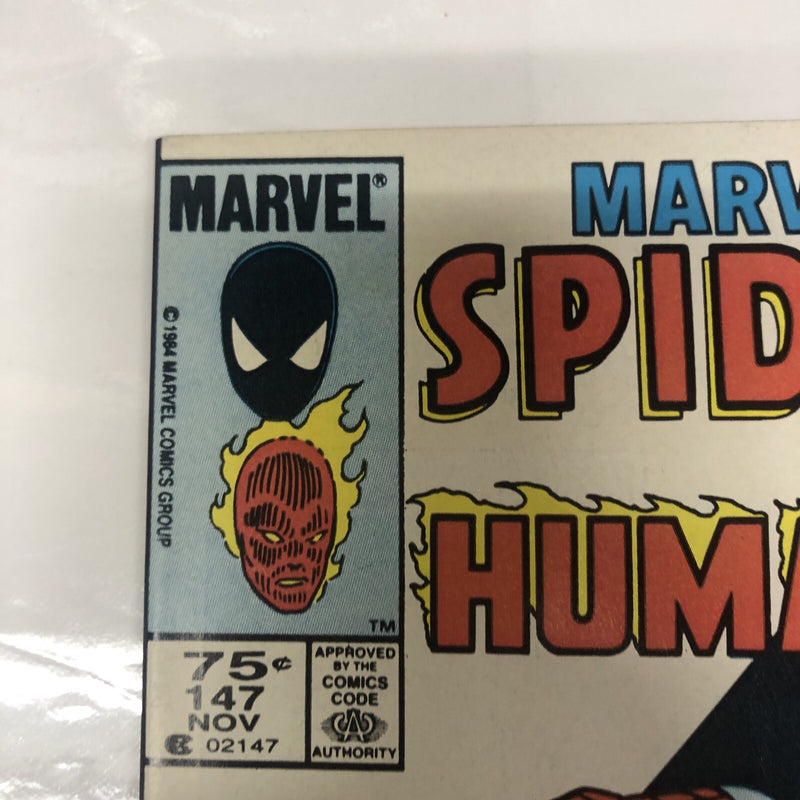 MARVEL®
© 1984 MARVEL COMICS GROUP
TM
75¢
147
NOV
02147
APPROVED
BY THE
COMICS
CODE
CA
AUTHORITY
MARV
SPID
HUMA